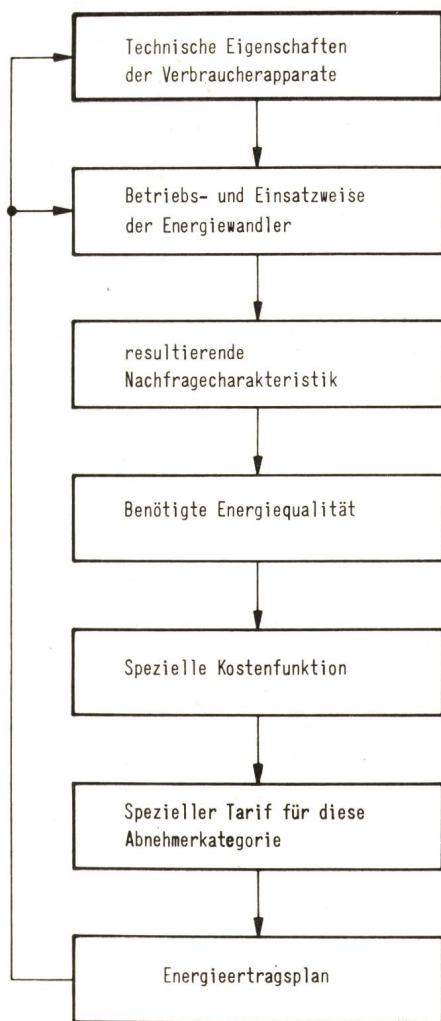 Technische Eigenschaften
der Verbraucherapparate
Betriebs- und Einsatzweise
der Energiewandler
resultierende
Nachfragecharakteristik
Benötigte Energiequalität
Spezielle Kostenfunktion
Spezieller Tarif für diese
Abnehmerkategorie
Energieertragsplan